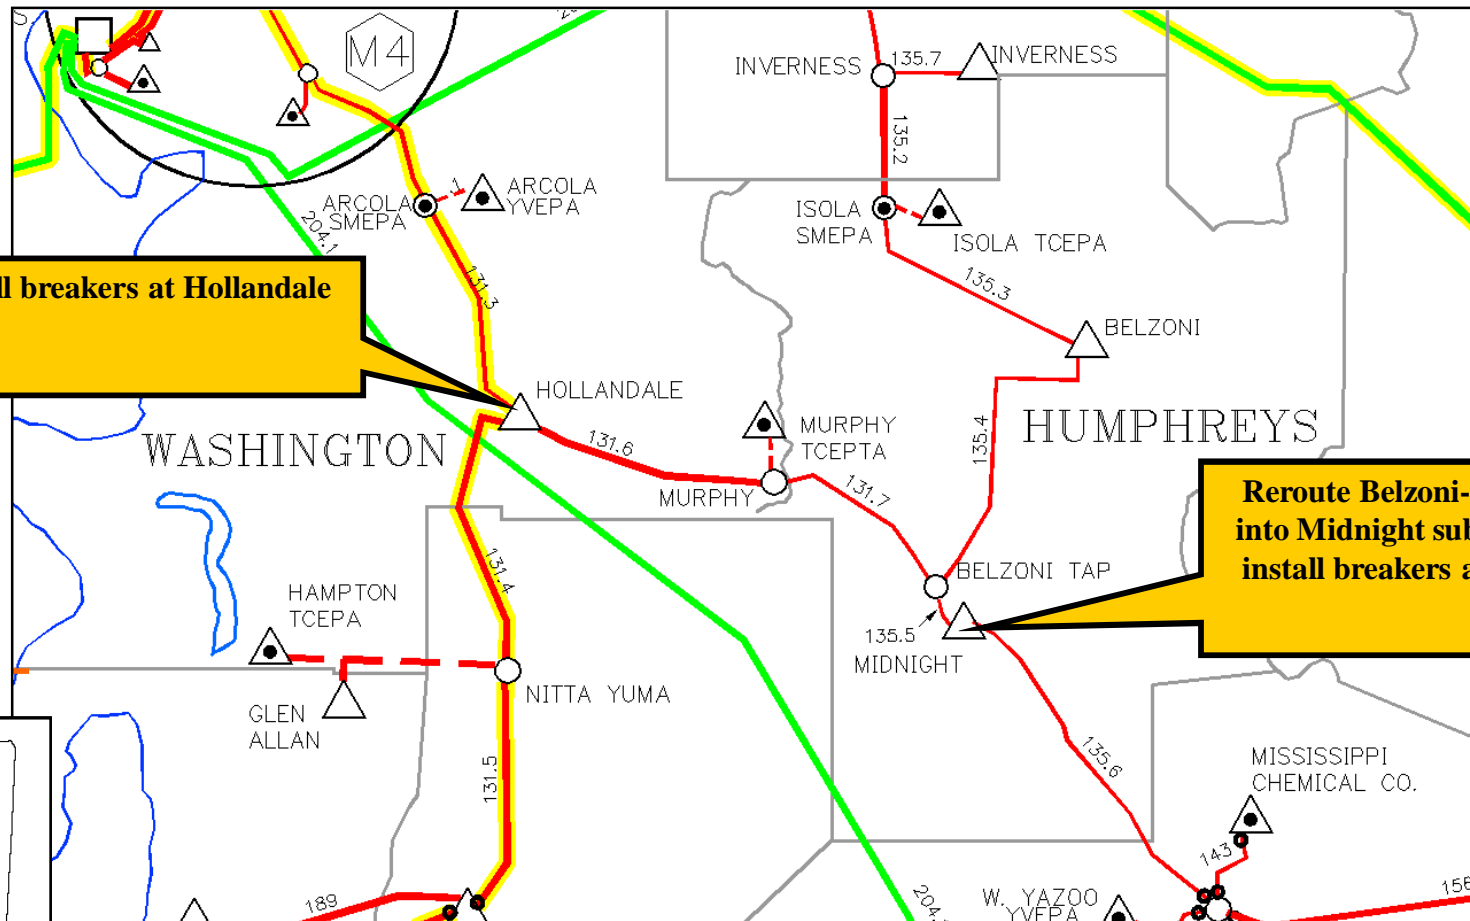 S
M4
INVERNESS
135.7
INVERNESS
135.2
ARCOLA
SMEPA
.1
ARCOLA
YVEPA
ISOLA
SMEPA
ISOLA TCEPA
204.1
131.3
135.3
ll breakers at Hollandale
BELZONI
HOLLANDALE
WASHINGTON
131.6
MURPHY
TCEPTA
HUMPHREYS
135.4
MURPHY
131.7
Reroute Belzoni-
into Midnight sub
install breakers a
131.4
BELZONI TAP
HAMPTON
TCEPA
135.5
MIDNIGHT
NITTA YUMA
GLEN
ALLAN
131.5
135.6
MISSISSIPPI
CHEMICAL CO.
143
189
W. YAZOO
YVEPA
204.
156